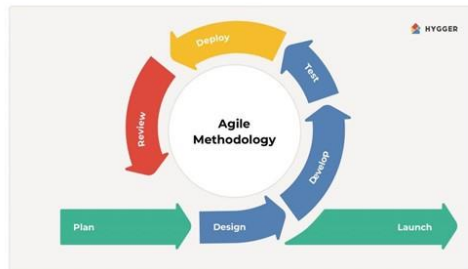 HYGGER
Deploy
Test
Review
Agile
Methodology
Develop
Plan
Design
Launch